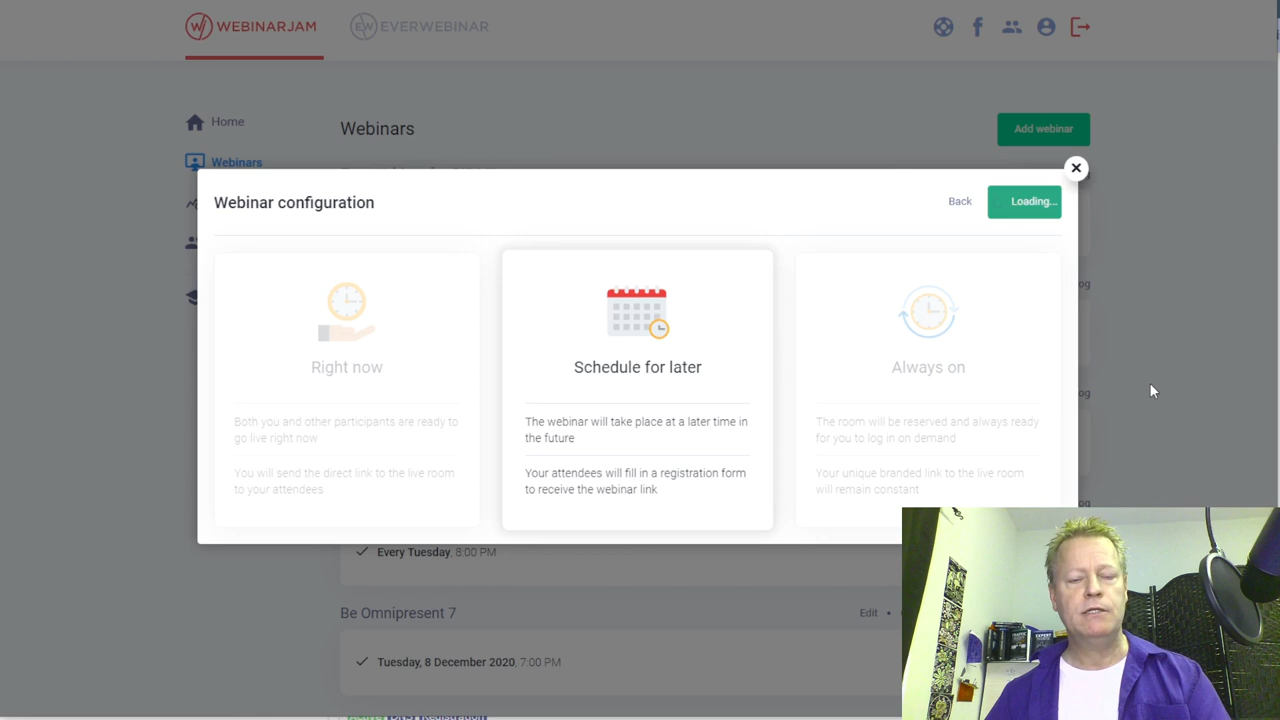 WEBINARJAM
EVERWEBINAR
Home
Webinars
Webinars
Add webinar
Webinar configuration
Back
Loading...
Right now
Both you and other participants are ready to
go live right now
You will send the direct link to the live room
to your attendees
Schedule for later
The webinar will take place at a later time in
the future
Your attendees will fill in a registration form
to receive the webinar link
Always on
The room will be reserved and always ready
for you to log in on demand
Your unique branded link to the live room
will remain constant
og
og
og
Every Tuesday, 8:00 PM
Be Omnipresent 7
Edit •
Tuesday, 8 December 2020, 7:00 PM